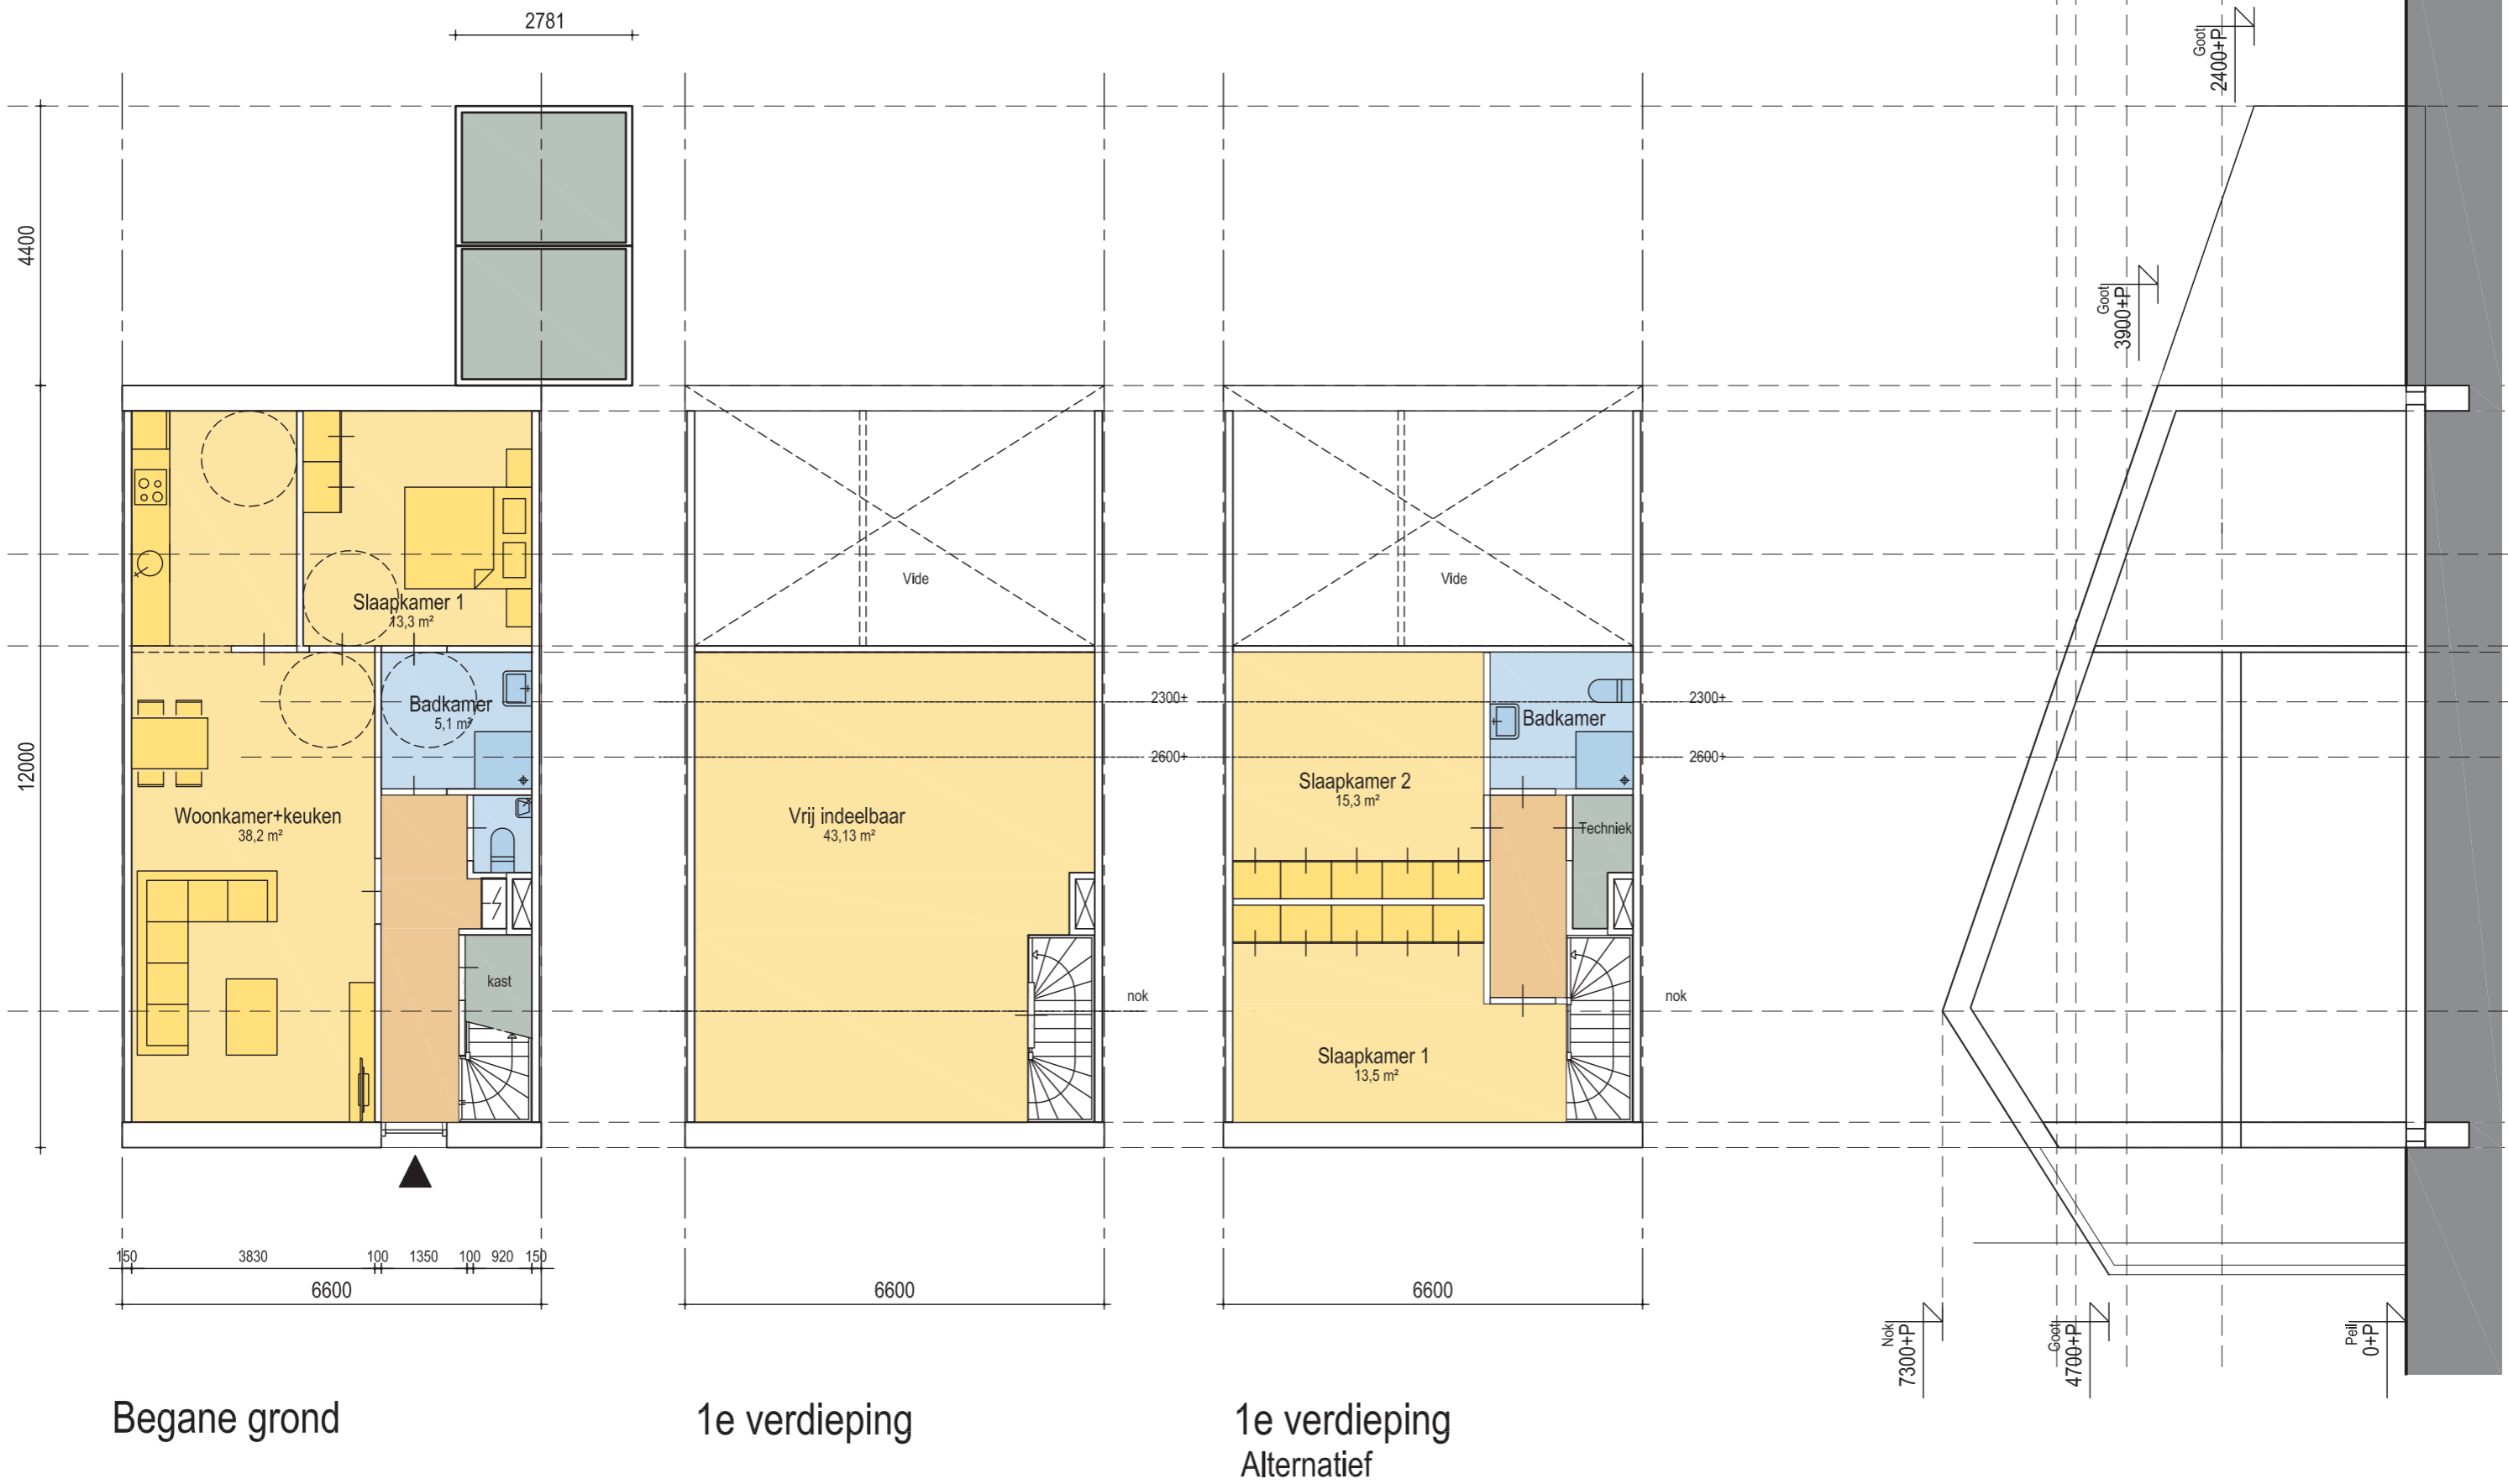 2781
Goot
2400+P
4400
Goot
3900+P
Vide
Vide
Slaapkamer 1
13,3 m²
2300+
2300+
Badkamer
5,1 m²
Badkamer
12000
2600+
2600+
Slaapkamer 2
15,3 m²
Woonkamer+keuken
38,2 m²
Vrij indeelbaar
43,13 m²
Techniek
kast
nok
nok
Slaapkamer 1
13,5 m²
150 3830 100 1350 100 920 150
6600
6600
6600
Nok
7300+P
Goot
4700+P
Peil
0+P
Begane grond
1e verdieping
1e verdieping
Alternatief